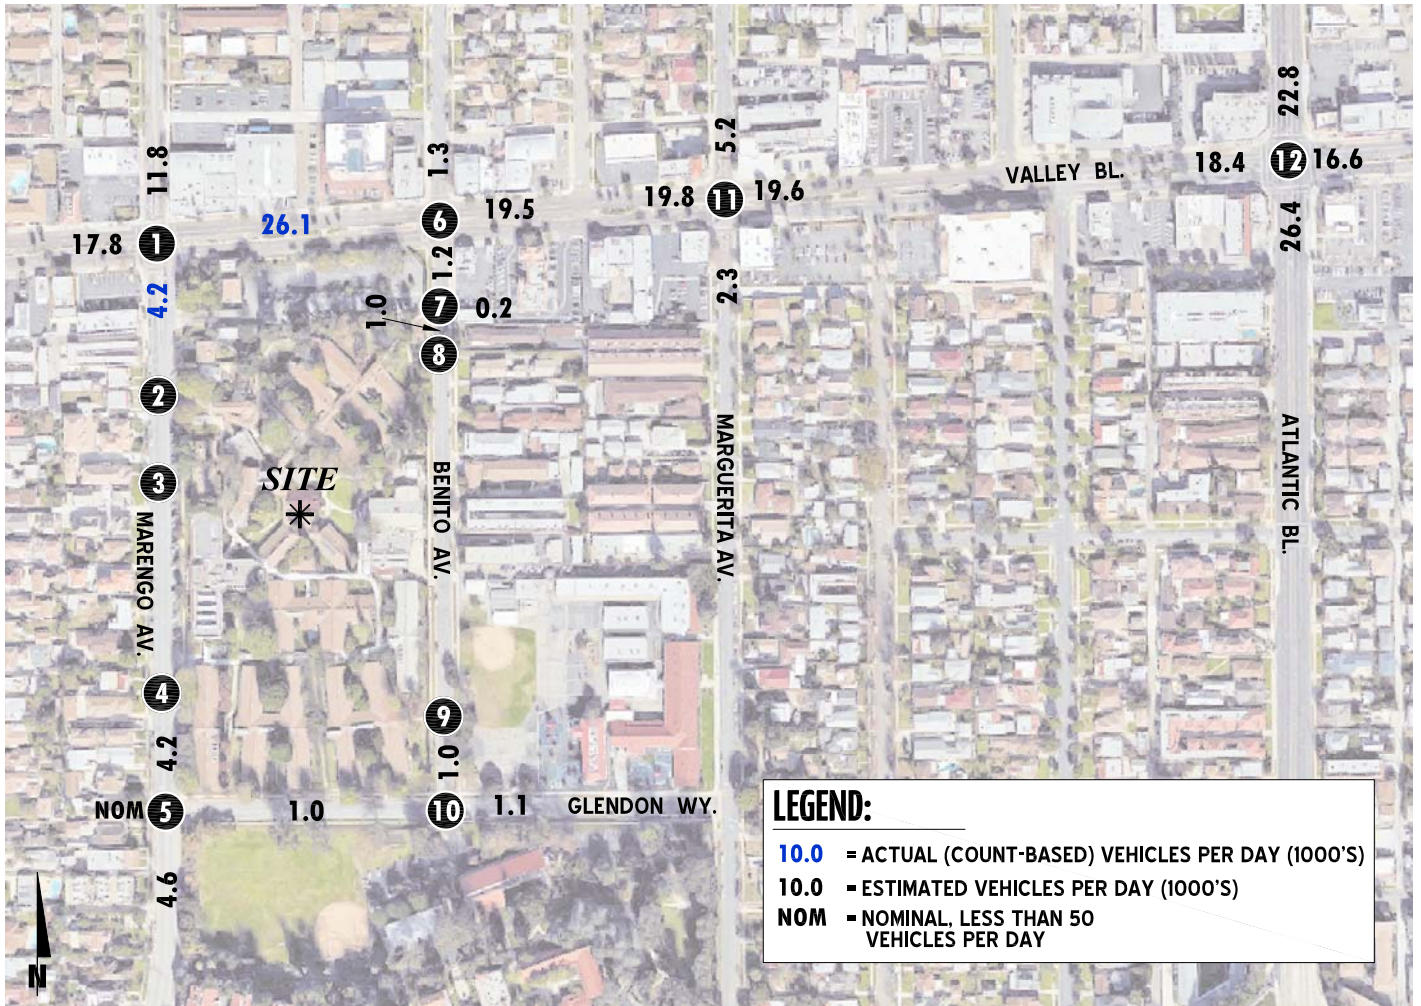 22.8
5.2
11.8
1.3
12
18.4
16.6
VALLEY BL.
19.8
11
19.6
19.5
6
26.1
26.4
17.8
1
1.2
2.3
4.2
1.0
7
0.2
8
2
MARGUERITA AV.
ATLANTIC BL.
SITE
3
BENITO AV.
MARENGO AV.
4
9
4.2
1.0
NOM
5
1.0
10
1.1
GLENDON WY.
4.6
N
LEGEND:
10.0 = ACTUAL (COUNT-BASED) VEHICLES PER DAY (1000'S)
10.0 = ESTIMATED VEHICLES PER DAY (1000'S)
NOM = NOMINAL, LESS THAN 50
VEHICLES PER DAY